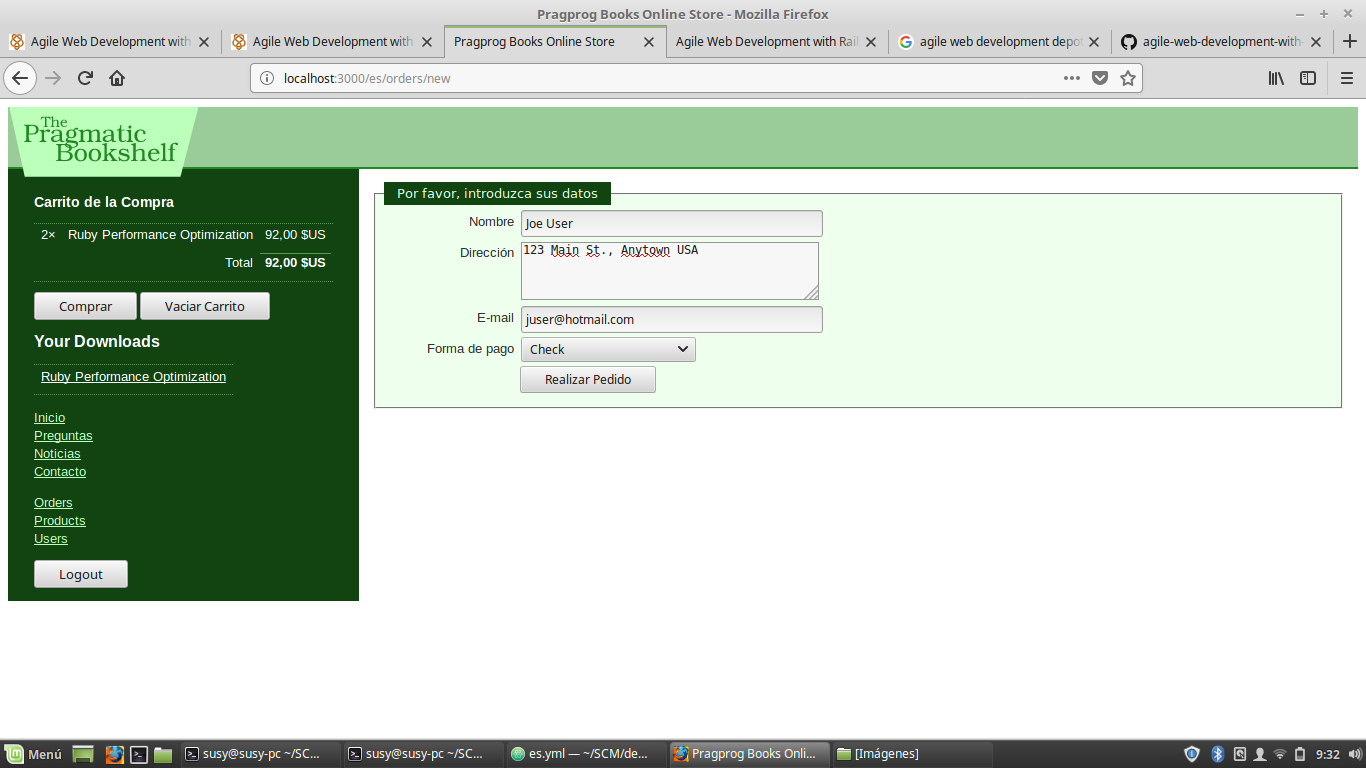 Pragprog Books Online Store - Mozilla Firefox
Agile Web Development with
Agile Web Development with
Pragprog Books Online Store
Agile Web Development with Rail
agile web development depo
agile-web-development-with-
localhost:3000/es/orders/new
The
Pragmatic
Bookshelf
Carrito de la Compra
2× Ruby Performance Optimization 92,00 $US
Total 92,00 $US
Comprar
Vaciar Carrito
Your Downloads
Ruby Performance Optimization
Inicio
Preguntas
Noticias
Contacto
Orders
Products
Users
Logout
Por favor, introduzca sus datos
Nombre Joe User
Dirección 123 Main St., Anytown USA
E-mail juser@hotmail.com
Forma de pago Check
Realizar Pedido
Menú
susy@susy-pc ~/SC...
susy@susy-pc ~/SC...
es.yml — ~/SCM/de...
Pragprog Books Onli...
[Imágenes]
9:32